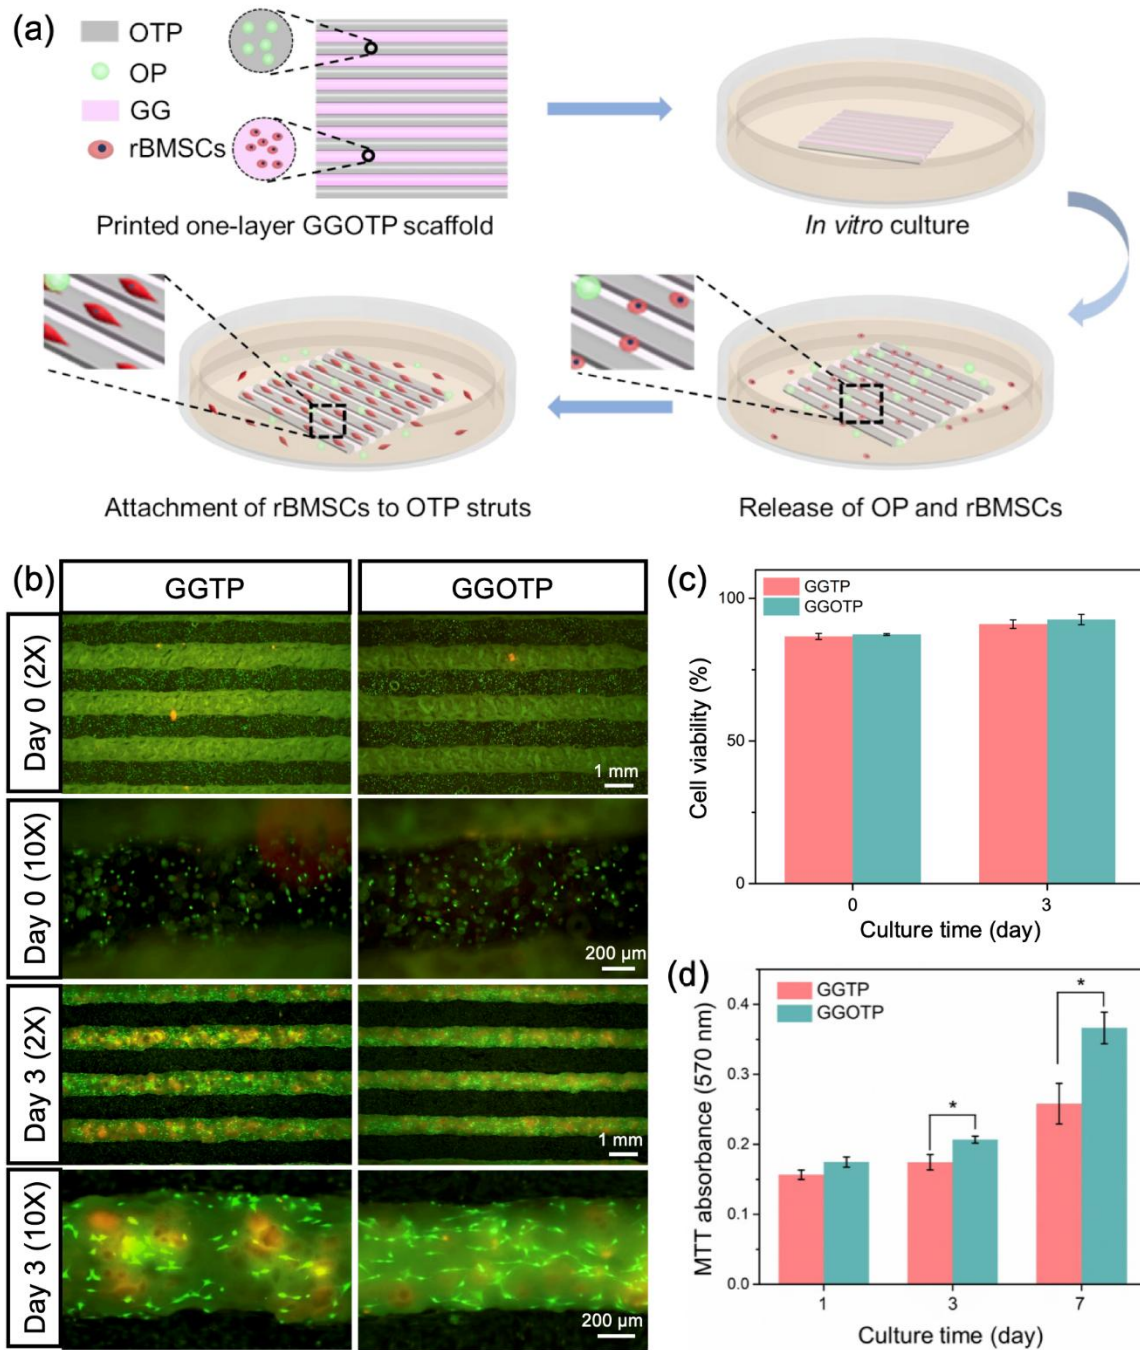 (a)
OTP
OP
GG
rBMSCs
Printed one-layer GGOTP scaffold
In vitro culture
Attachment of rBMSCs to OTP struts
Release of OP and rBMSCs
(b)
GGTP
GGOTP
Day 0 (2X)
1 mm
Day 0 (10X)
200 μm
Day 3 (2X)
1 mm
Day 3 (10X)
200 μm
(c)
GGTP
GGOTP
100
50
0
Cell viability (%)
0 3
Culture time (day)
(d)
GGTP
GGOTP
*
*
0.4
0.3
0.2
0.1
0.0
MTT absorbance (570 nm)
1 3 7
Culture time (day)